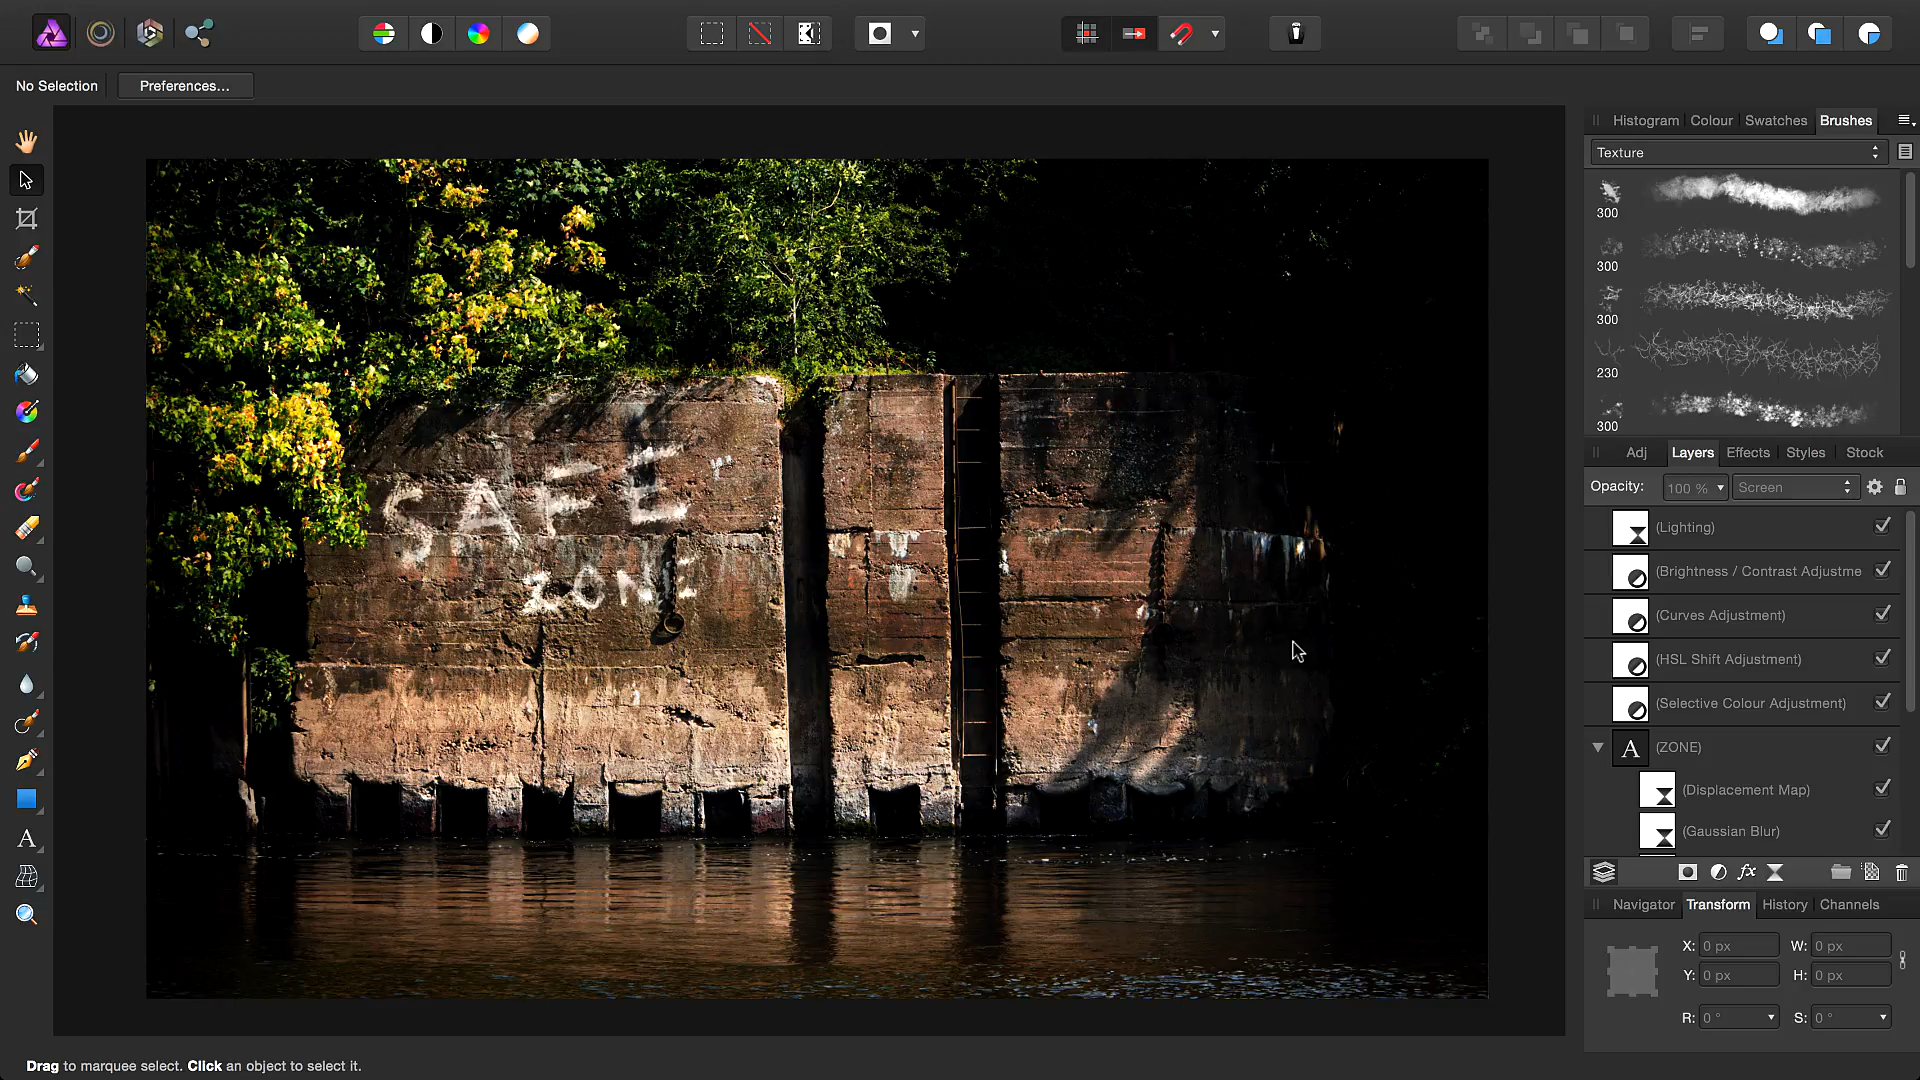 No Selection
Preferences...
Histogram Colour Swatches Brushes
Texture
300
300
300
230
300
Adj Layers Effects Styles Stock
Opacity: 100 % Screen
(Lighting)
(Brightness / Contrast Adjustme
(Curves Adjustment)
(HSL Shift Adjustment)
(Selective Colour Adjustment)
A (ZONE)
(Displacement Map)
(Gaussian Blur)
fx
Navigator Transform History Channels
X: 0 px W: 0 px
Y: 0 px H: 0 px
R: 0 ° S: 0 °
SAFE
ZONE
A
Drag to marquee select. Click an object to select it.